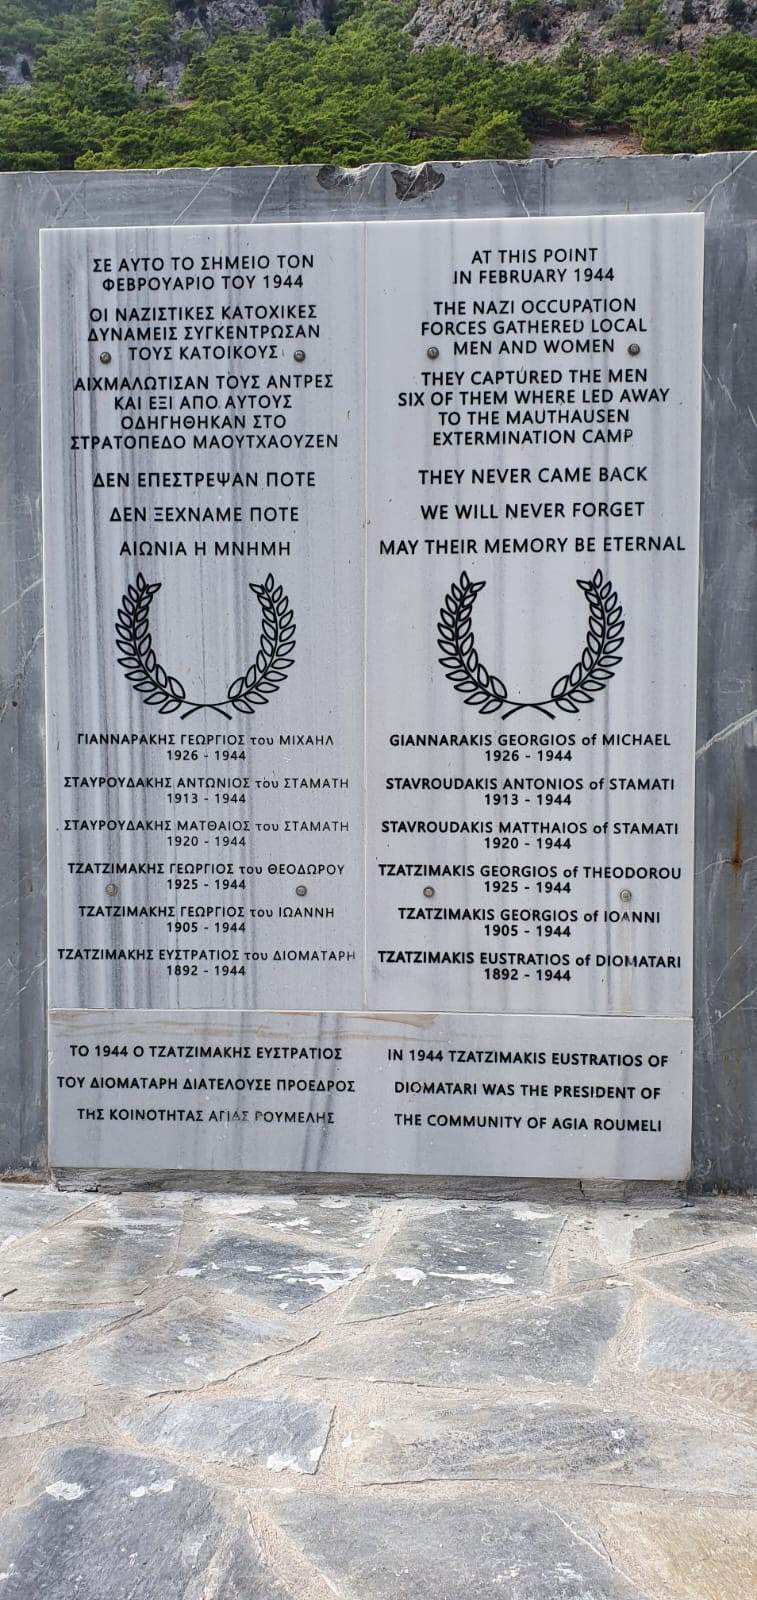 ΣΕ ΑΥΤΟ ΤΟ ΣΗΜΕΙΟ ΤΟΝ
ΦΕΒΡΟΥΑΡΙΟ ΤΟΥ 1944
ΟΙ ΝΑΖΙΣΤΙΚΕΣ ΚΑΤΟΧΙΚΕΣ
ΔΥΝΑΜΕΙΣ ΣΥΓΚΕΝΤΡΩΣΑΝ
ΤΟΥΣ ΚΑΤΟΙΚΟΥΣ
ΑΙΧΜΑΛΩΤΙΣΑΝ ΤΟΥΣ ΑΝΤΡΕΣ
ΚΑΙ ΕΞΙ ΑΠΟ ΑΥΤΟΥΣ
ΟΔΗΓΗΘΗΚΑΝ ΣΤΟ
ΣΤΡΑΤΟΠΕΔΟ ΜΑΟΥΤΧΑΟΥΖΕΝ
ΔΕΝ ΕΠΕΣΤΡΕΨΑΝ ΠΟΤΕ
ΔΕΝ ΞΕΧΝΑΜΕ ΠΟΤΕ
ΑΙΩΝΙΑ Η ΜΝΗΜΗ
ΓΙΑΝΝΑΡΑΚΗΣ ΓΕΩΡΓΙΟΣ του ΜΙΧΑΗΛ
1926 - 1944
ΣΤΑΥΡΟΥΔΑΚΗΣ ΑΝΤΩΝΙΟΣ του ΣΤΑΜΑΤΗ
1913 - 1944
ΣΤΑΥΡΟΥΔΑΚΗΣ ΜΑΤΘΑΙΟΣ του ΣΤΑΜΑΤΗ
1920 - 1944
ΤΖΑΤΖΙΜΑΚΗΣ ΓΕΩΡΓΙΟΣ του ΘΕΟΔΩΡΟΥ
1925 - 1944
ΤΖΑΤΖΙΜΑΚΗΣ ΓΕΩΡΓΙΟΣ του ΙΩΑΝΝΗ
1905 - 1944
ΤΖΑΤΖΙΜΑΚΗΣ ΕΥΣΤΡΑΤΙΟΣ του ΔΙΟΜΑΤΑΡΗ
1892 - 1944
AT THIS POINT
IN FEBRUARY 1944
THE NAZI OCCUPATION
FORCES GATHERED LOCAL
MEN AND WOMEN
THEY CAPTURED THE MEN
SIX OF THEM WHERE LED AWAY
TO THE MAUTHAUSEN
EXTERMINATION CAMP
THEY NEVER CAME BACK
WE WILL NEVER FORGET
MAY THEIR MEMORY BE ETERNAL
GIANNARAKIS GEORGIOS of MICHAEL
1926 - 1944
STAVROUDAKIS ANTONIOS of STAMATI
1913 - 1944
STAVROUDAKIS MATTHAIOS of STAMATI
1920 - 1944
TZATZIMAKIS GEORGIOS of THEODOROU
1925 - 1944
TZATZIMAKIS GEORGIOS of IOANNI
1905 - 1944
TZATZIMAKIS EUSTRATIOS of DIOMATARI
1892 - 1944
ΤΟ 1944 Ο ΤΖΑΤΖΙΜΑΚΗΣ ΕΥΣΤΡΑΤΙΟΣ
ΤΟΥ ΔΙΟΜΑΤΑΡΗ ΔΙΑΤΕΛΟΥΣΕ ΠΡΟΕΔΡΟΣ
ΤΗΣ ΚΟΙΝΟΤΗΤΑΣ ΑΓΙΑΣ ΡΟΥΜΕΛΗΣ
IN 1944 TZATZIMAKIS EUSTRATIOS OF
DIOMATARI WAS THE PRESIDENT OF
THE COMMUNITY OF AGIA ROUMELI